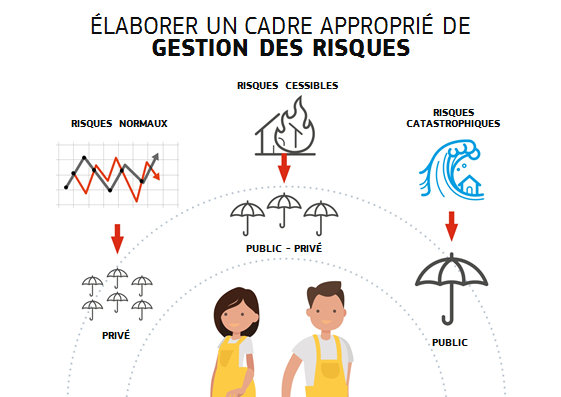 ÉLABORER UN CADRE APPROPRIÉ DE
GESTION DES RISQUES
RISQUES CESSIBLES
RISQUES NORMAUX
RISQUES
CATASTROPHIQUES
PUBLIC - PRIVÉ
PRIVÉ
PUBLIC